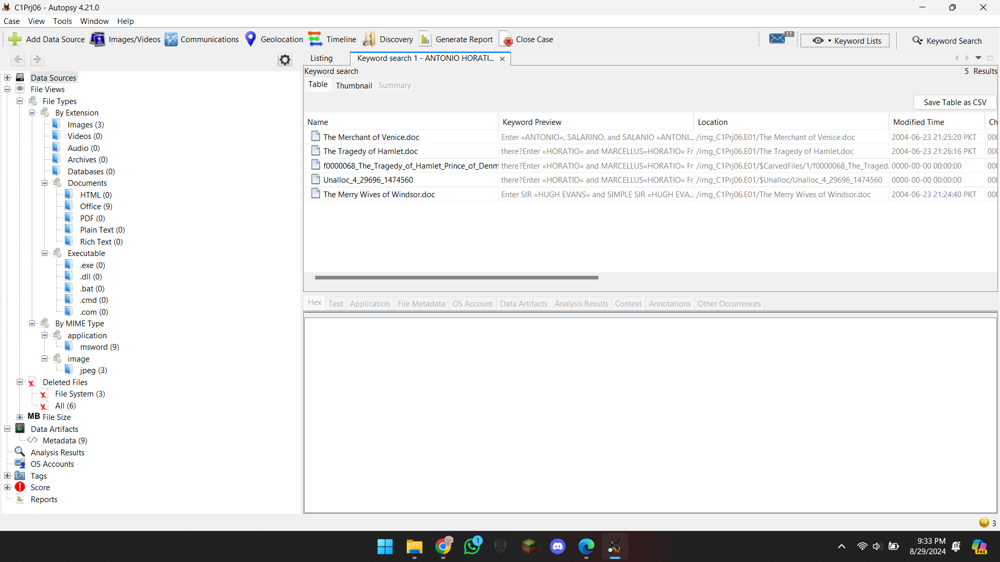 C1Prj06 - Autopsy 4.21.0
Case View Tools Window Help
Add Data Source Images/Videos Communications Geolocation Timeline Discovery Generate Report Close Case 17 Keyword Lists Keyword Search
Listing Keyword search 1 - ANTONIO HORATI...
Keyword search 5 Results
Table Thumbnail Summary
Save Table as CSV
Name Keyword Preview Location Modified Time Ch
The Merchant of Venice.doc Enter «ANTONIO«, SALARINO, and SALANIO «ANTONI... /img_C1Prj06.E01/The Merchant of Venice.doc 2004-06-23 21:25:20 PKT 000
The Tragedy of Hamlet.doc there?Enter «HORATIO« and MARCELLUS«HORATIO« Fr /img_C1Prj06.E01/The Tragedy of Hamlet.doc 2004-06-23 21:26:16 PKT 000
f0000068_The_Tragedy_of_Hamlet_Prince_of_Denm there?Enter «HORATIO« and MARCELLUS«HORATIO« Fr /img_C1Prj06.E01/$CarvedFiles/1/f0000068_The_Traged. 0000-00-00 00:00:00 000
Unalloc_4_29696_1474560 there?Enter «HORATIO« and MARCELLUS«HORATIO« Fr /img_C1Prj06.E01/$Unalloc/Unalloc_4_29696_1474560 0000-00-00 00:00:00 000
The Merry Wives of Windsor.doc Enter SIR «HUGH EVANS« and SIMPLE SIR «HUGH EVA... /img_C1Prj06.E01/The Merry Wives of Windsor.doc 2004-06-23 21:24:40 PKT 000
Hex Text Application File Metadata OS Account Data Artifacts Analysis Results Context Annotations Other Occurrences
Data Sources
File Views
File Types
By Extension
Images (3)
Videos (0)
Audio (0)
Archives (0)
Databases (0)
Documents
HTML (0)
Office (9)
PDF (0)
Plain Text (0)
Rich Text (0)
Executable
.exe (0)
.dll (0)
.bat (0)
.cmd (0)
.com (0)
By MIME Type
application
msword (9)
image
jpeg (3)
Deleted Files
File System (3)
All (6)
MB File Size
Data Artifacts
Metadata (9)
Analysis Results
OS Accounts
Tags
Score
Reports
3
1
9:33 PM
8/29/2024
PRE